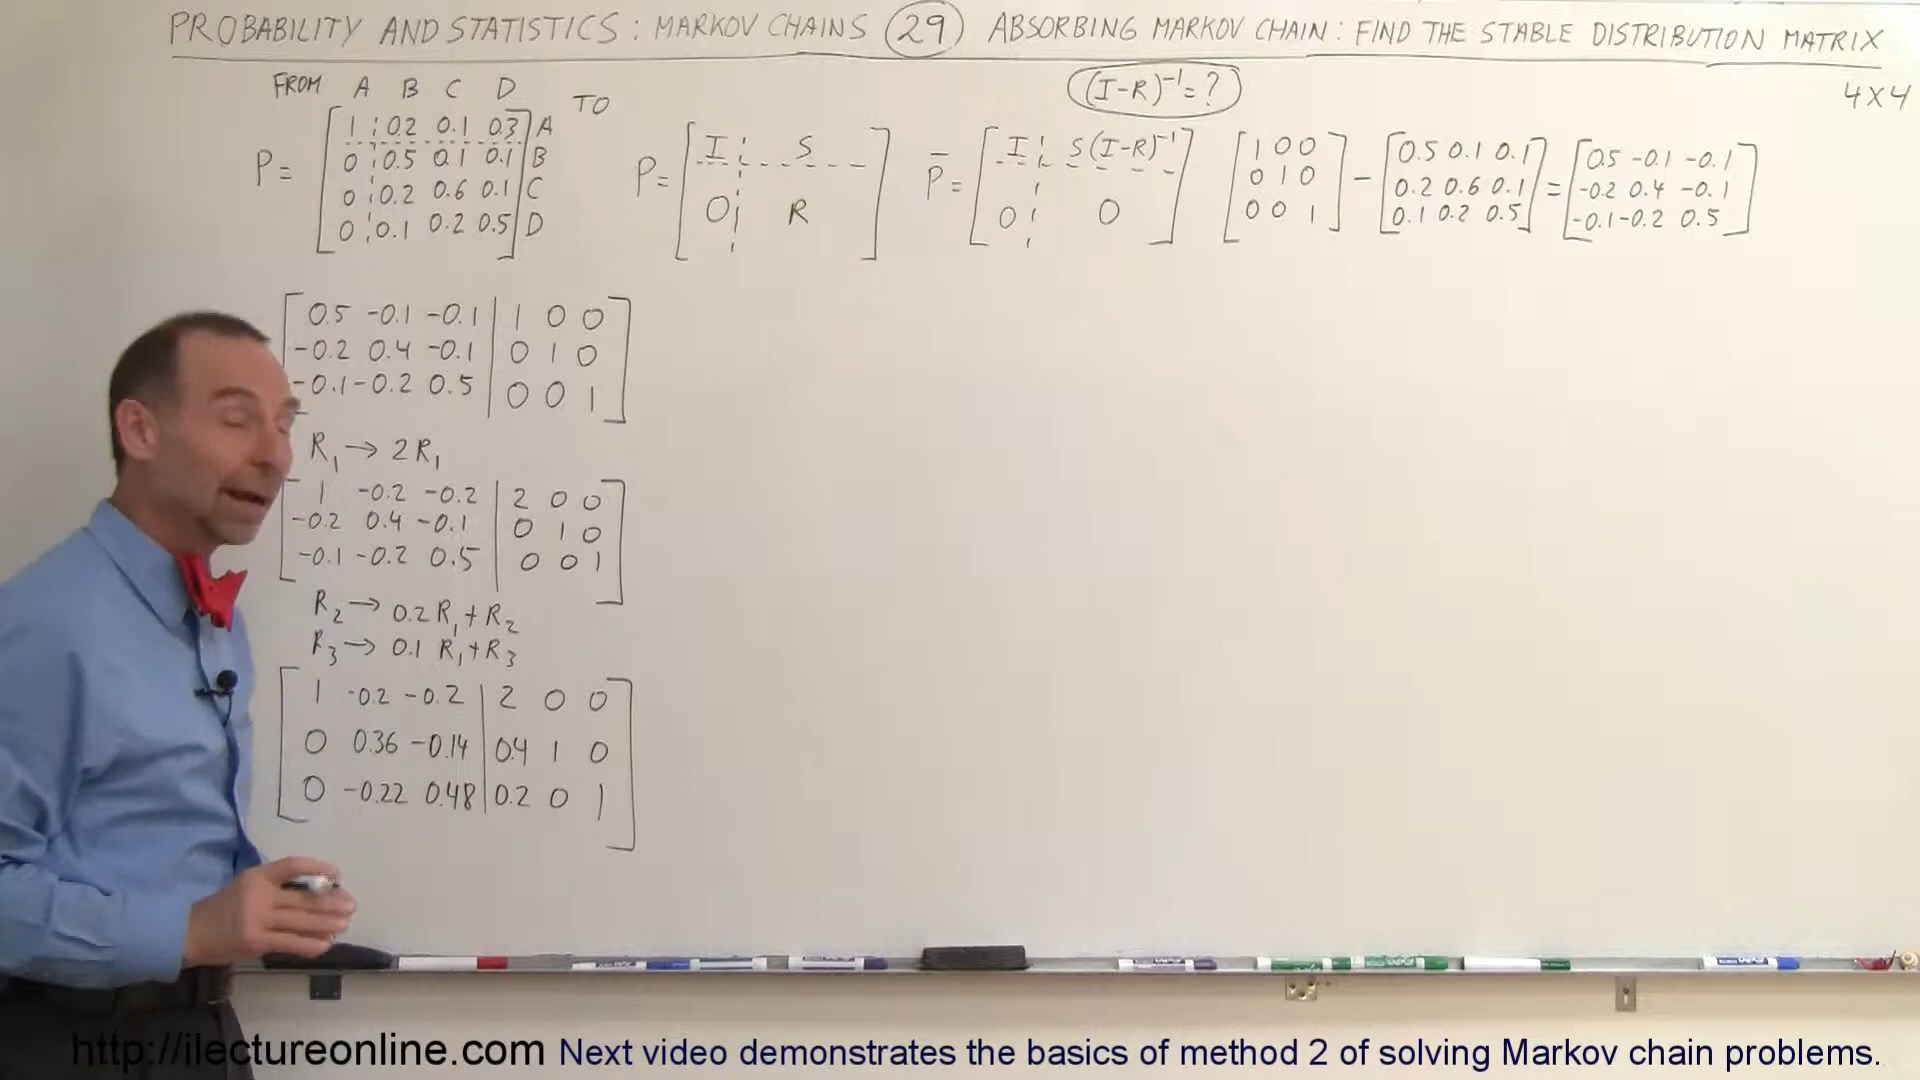 PROBABILITY AND STATISTICS: MARKOV CHAINS 29 ABSORBING MARKOV CHAIN: FIND THE STABLE DISTRIBUTION MATRIX
4X4
FROM A B C D TO
1 0.2 0.1 0.3 A
P= 0 0.5 0.1 0.1 B
0 0.2 0.6 0.1 C
0 0.1 0.2 0.5 D
P= I S
0 R
(I-R)⁻¹=?
P̄= I S(I-R)⁻¹
0 0
1 0 0
0 1 0
0 0 1
-
0.5 0.1 0.1
0.2 0.6 0.1
0.1 0.2 0.5
=
0.5 -0.1 -0.1
-0.2 0.4 -0.1
-0.1 -0.2 0.5
0.5 -0.1 -0.1 | 1 0 0
-0.2 0.4 -0.1 | 0 1 0
-0.1 -0.2 0.5 | 0 0 1
R₁→2R₁
1 -0.2 -0.2 | 2 0 0
-0.2 0.4 -0.1 | 0 1 0
-0.1 -0.2 0.5 | 0 0 1
R₂→0.2R₁+R₂
R₃→0.1 R₁+R₃
1 -0.2 -0.2 | 2 0 0
0 0.36 -0.14 | 0.4 1 0
0 -0.22 0.48 | 0.2 0 1
http://ilectureonline.com Next video demonstrates the basics of method 2 of solving Markov chain problems.